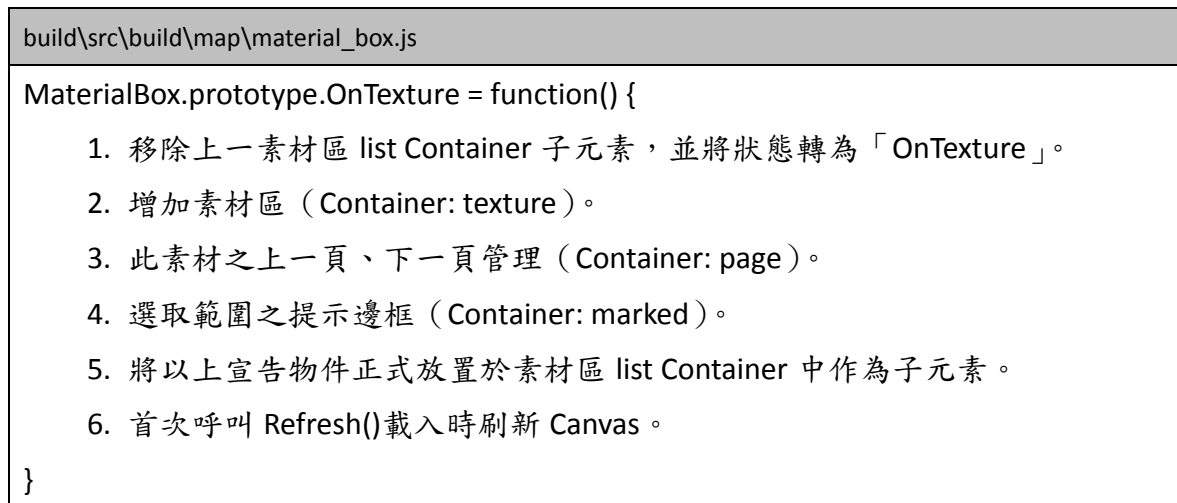 build\src\build\map\material_box.js
MaterialBox.prototype.OnTexture = function() {
1. 移除上一素材區 list Container 子元素，並將狀態轉為「OnTexture」。
2. 增加素材區（Container: texture）。
3. 此素材之上一頁、下一頁管理（Container: page）。
4. 選取範圍之提示邊框（Container: marked）。
5. 將以上宣告物件正式放置於素材區 list Container 中作為子元素。
6. 首次呼叫 Refresh()載入時刷新 Canvas。
}